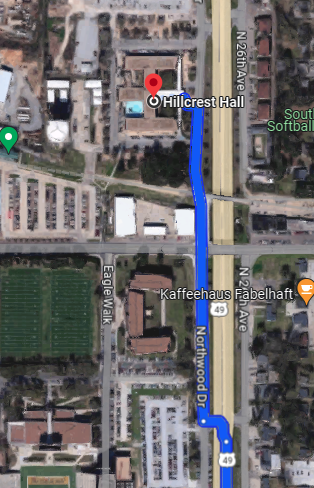 N 26th Ave
Hillcrest Hall
South
Softball
Eagle Walk
Kaffeehaus Fabelhaft
N 26th Ave
49
Northwood Dr
49